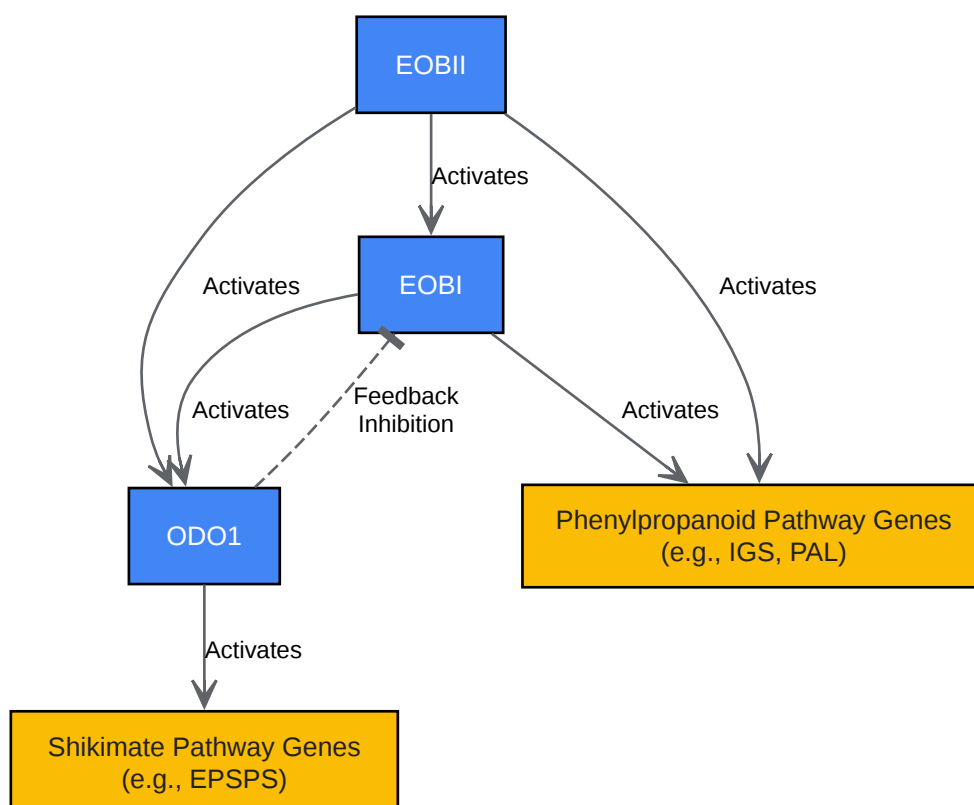 EOBII
Activates
EOBI
Activates
Activates
Activates
Feedback
Inhibition
Activates
ODO1
Phenylpropanoid Pathway Genes
(e.g., IGS, PAL)
Activates
Shikimate Pathway Genes
(e.g., EPSPS)